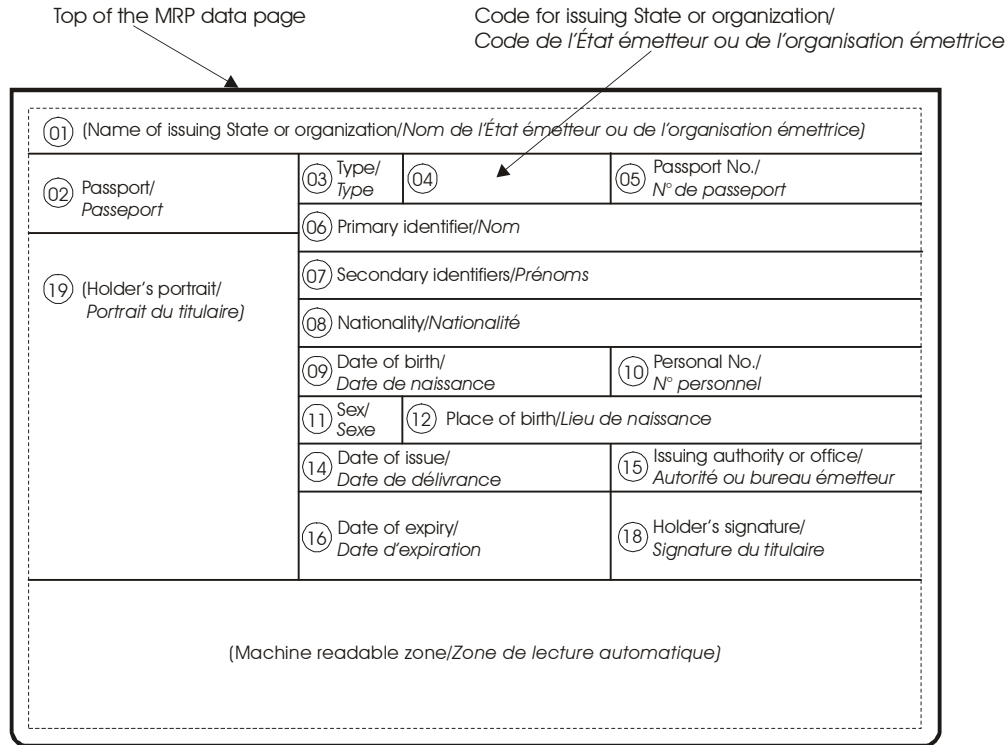 Top of the MRP data page
Code for issuing State or organization/
Code de l'État émetteur ou de l'organisation émettrice
01 (Name of issuing State or organization/Nom de l'État émetteur ou de l'organisation émettrice)
02 Passport/
Passeport
03 Type/
Type
04
05 Passport No./
N° de passeport
06 Primary identifier/Nom
07 Secondary identifiers/Prénoms
19 (Holder's portrait/
Portrait du titulaire)
08 Nationality/Nationalité
09 Date of birth/
Date de naissance
10 Personal No./
N° personnel
11 Sex/
Sexe
12 Place of birth/Lieu de naissance
14 Date of issue/
Date de délivrance
15 Issuing authority or office/
Autorité ou bureau émetteur
16 Date of expiry/
Date d'expiration
18 Holder's signature/
Signature du titulaire
(Machine readable zone/Zone de lecture automatique)